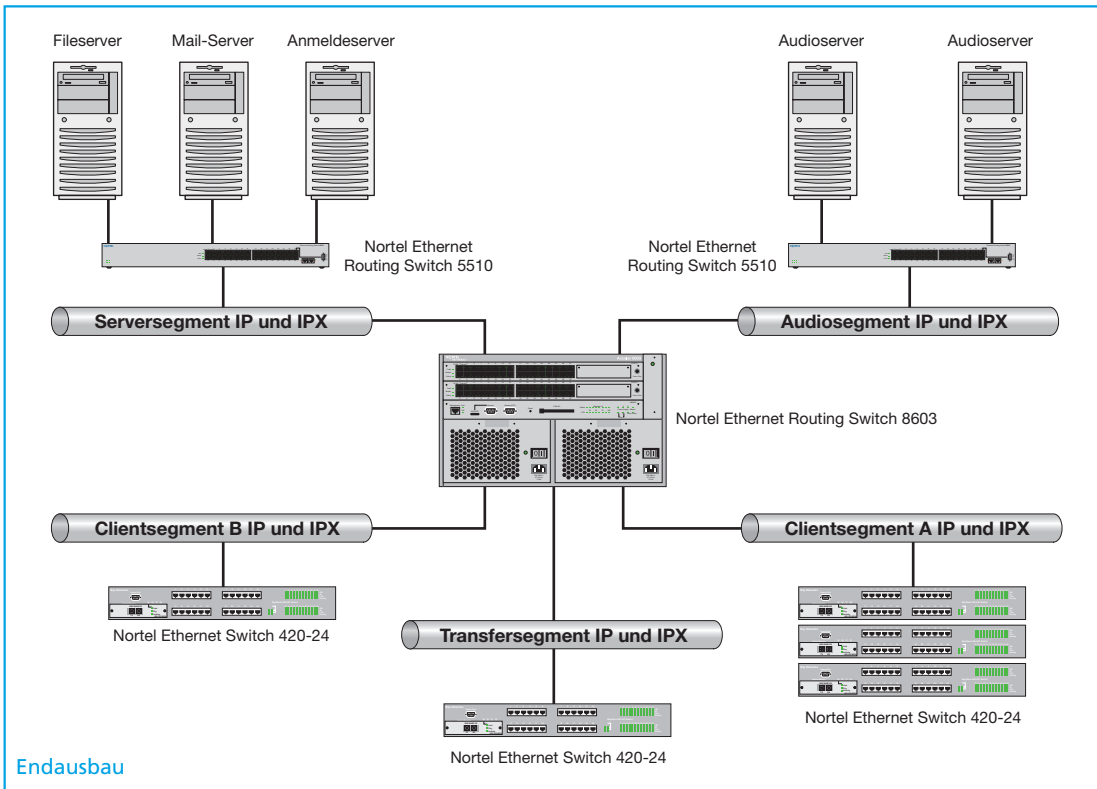 Fileserver
Mail-Server
Anmeldeserver
Audioserver
Audioserver
Nortel Ethernet
Routing Switch 5510
Nortel Ethernet
Routing Switch 5510
Serversegment IP und IPX
Audiosegment IP und IPX
Nortel Ethernet Routing Switch 8603
Clientsegment B IP und IPX
Clientsegment A IP und IPX
Nortel Ethernet Switch 420-24
Transfersegment IP und IPX
Nortel Ethernet Switch 420-24
Nortel Ethernet Switch 420-24
Endausbau